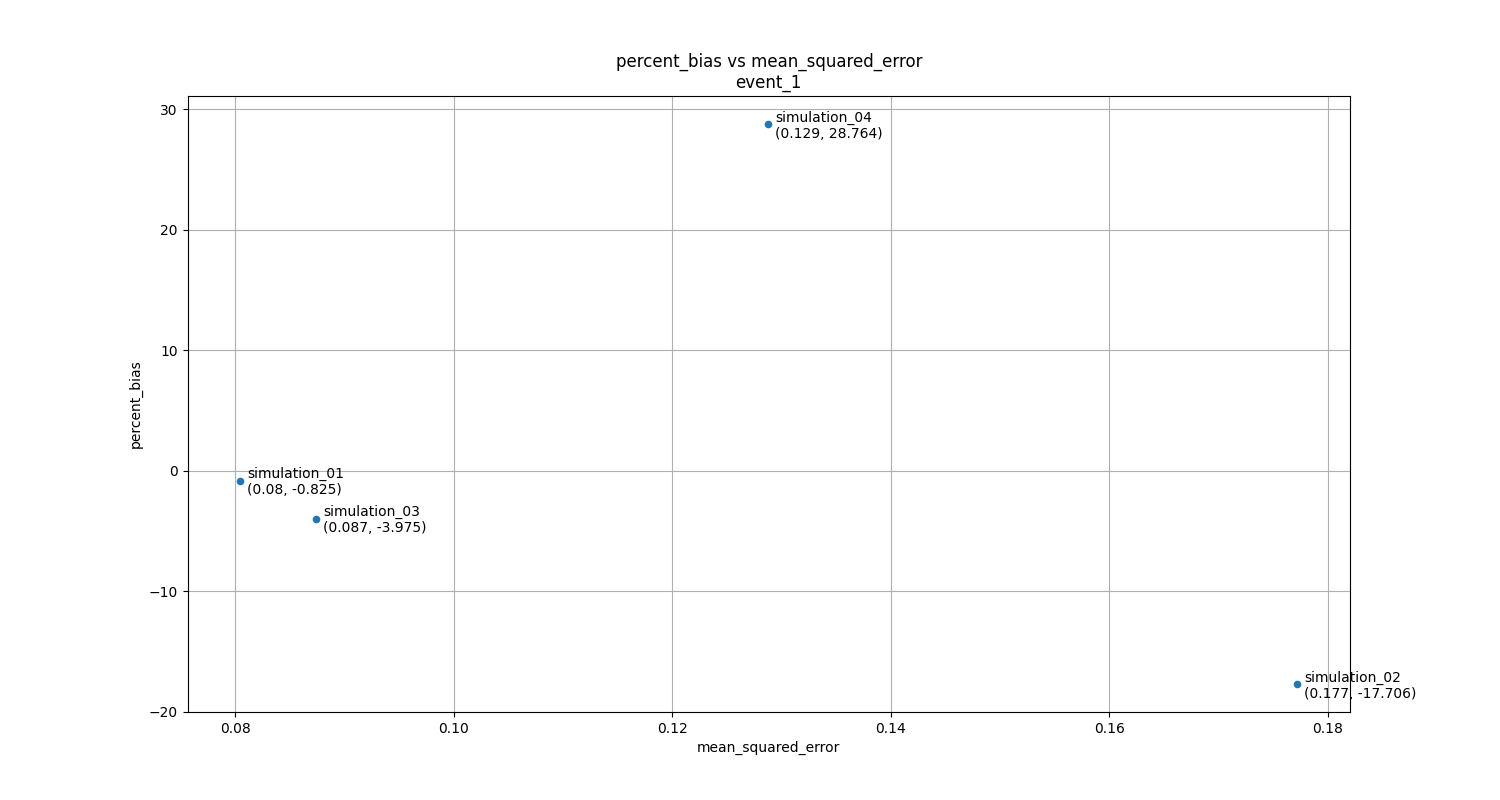 percent_bias vs mean_squared_error
event_1
30
simulation_04
(0.129, 28.764)
20
10
percent_bias
0
simulation_01
(0.08, -0.825)
simulation_03
(0.087, -3.975)
−10
simulation_02
(0.177, -17.706)
−20
0.08 0.10 0.12 0.14 0.16 0.18
mean_squared_error